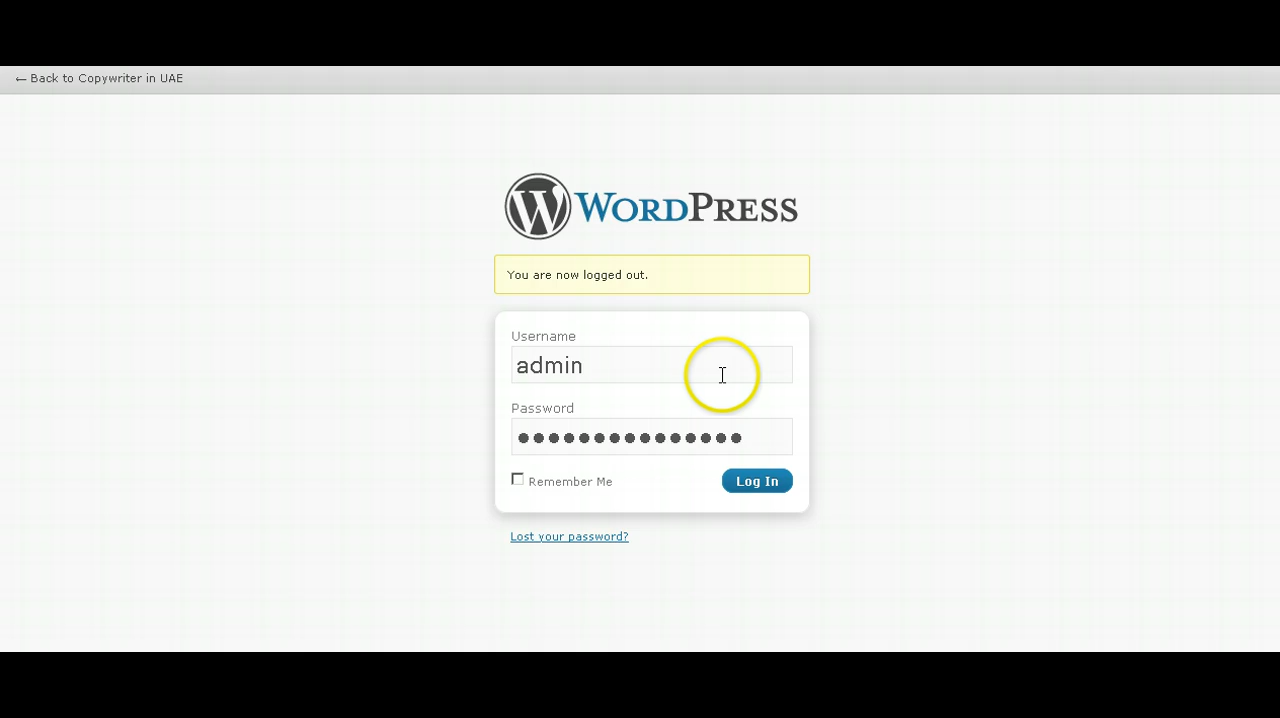 ← Back to Copywriter in UAE
WORDPRESS
You are now logged out.
Username
admin
Password
Remember Me
Log In
Lost your password?